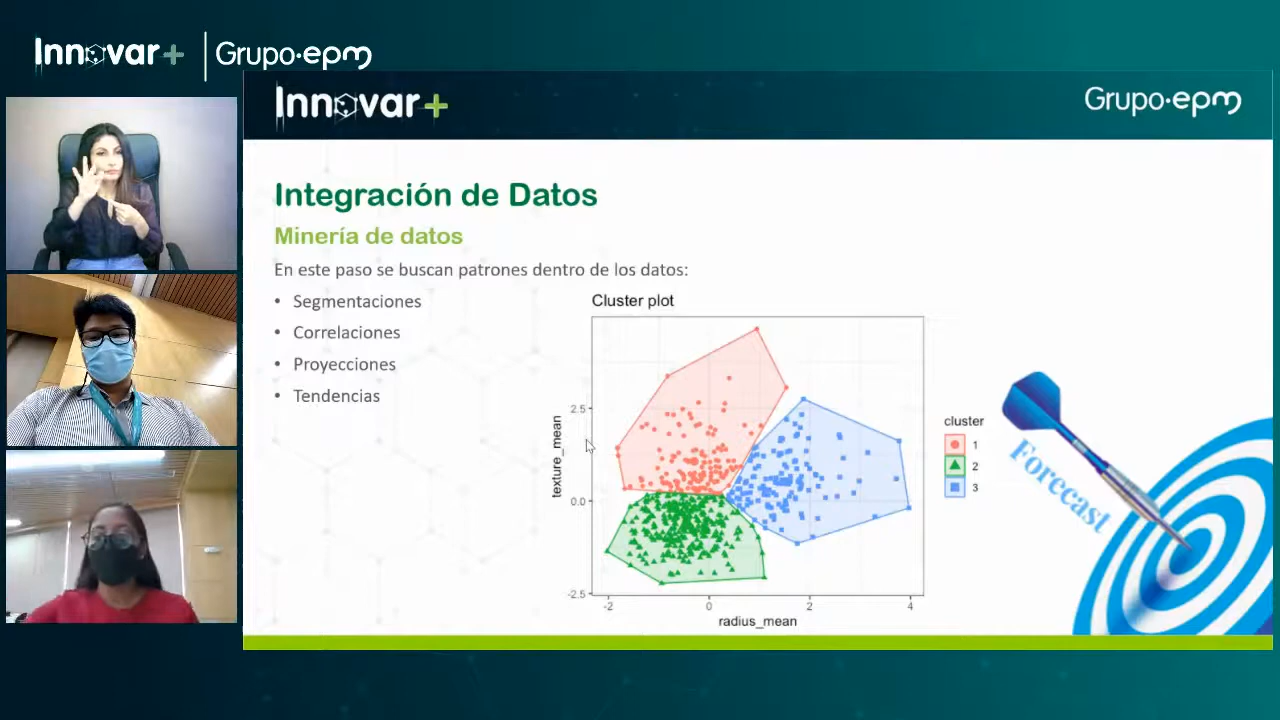 Innovar+ Grupo·epm
Innovar+ Grupo·epm
Integración de Datos
Minería de datos
En este paso se buscan patrones dentro de los datos:
• Segmentaciones
• Correlaciones
• Proyecciones
• Tendencias
Cluster plot
texture_mean
2.5
0.0
-2.5
-2 0 2 4
radius_mean
cluster
1
2
3
Forecast